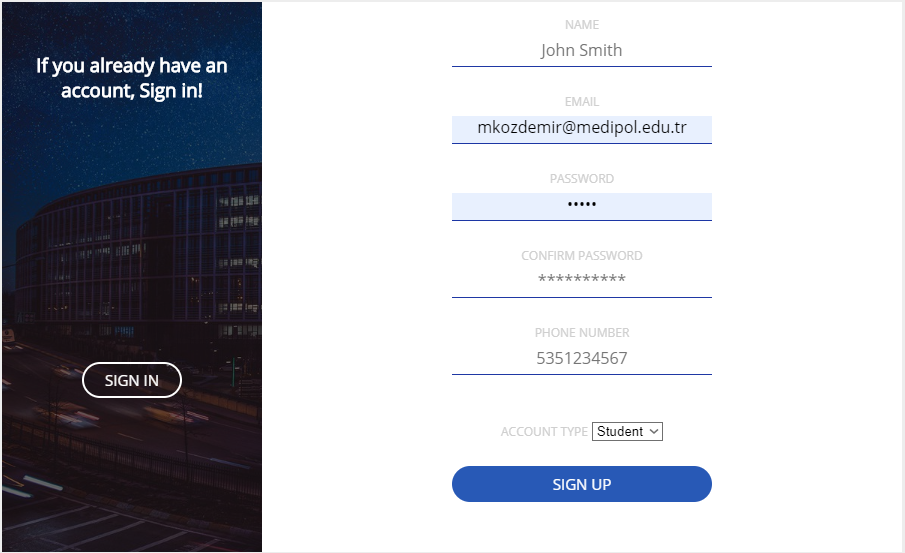 If you already have an
account, Sign in!
SIGN IN
NAME
John Smith
EMAIL
mkozdemir@medipol.edu.tr
PASSWORD
•••••
CONFIRM PASSWORD
**********
PHONE NUMBER
5351234567
ACCOUNT TYPE Student
SIGN UP